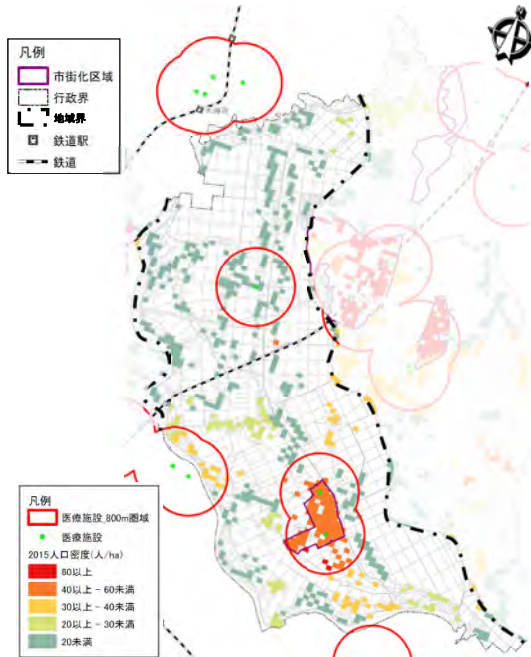 凡例
市街化区域
行政界
地域界
鉄道駅
鉄道
凡例
医療施設_800m圏域
医療施設
2015人口密度(人/ha)
60以上
40以上 - 60未満
30以上 - 40未満
20以上 - 30未満
20未満